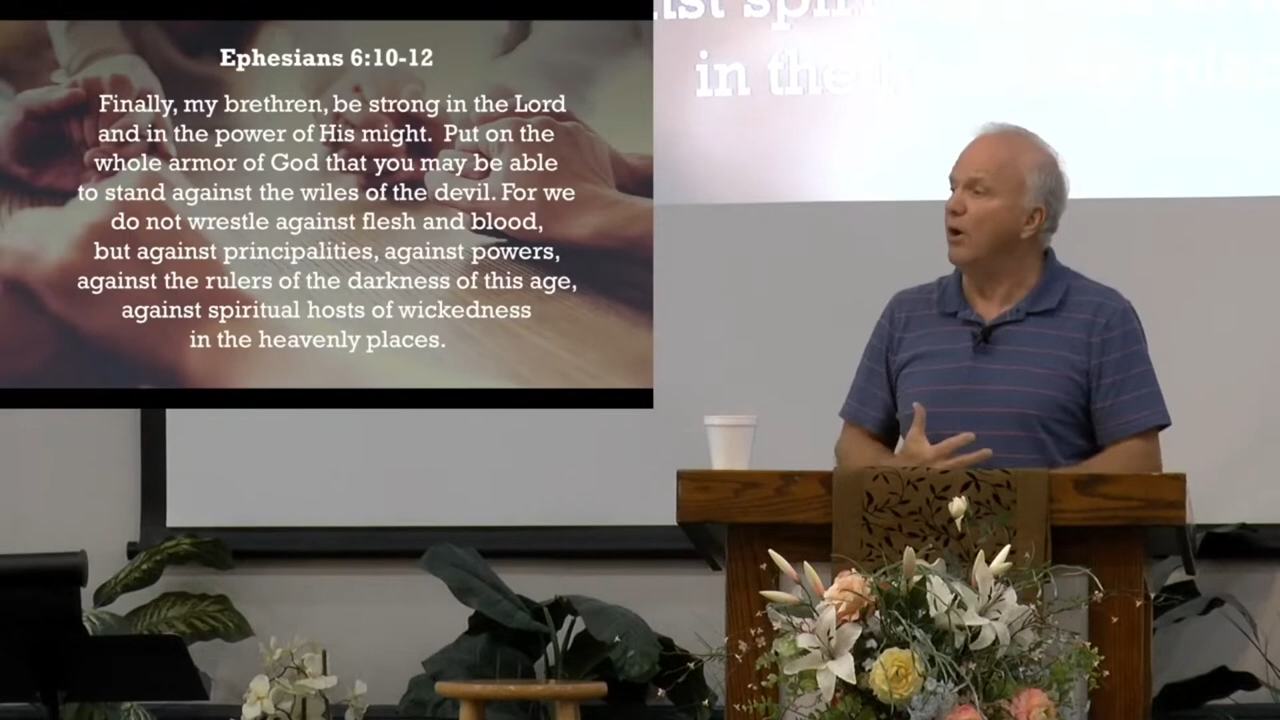 Ephesians 6:10-12
Finally, my brethren, be strong in the Lord
and in the power of His might. Put on the
whole armor of God that you may be able
to stand against the wiles of the devil. For we
do not wrestle against flesh and blood,
but against principalities, against powers,
against the rulers of the darkness of this age,
against spiritual hosts of wickedness
in the heavenly places.
in the